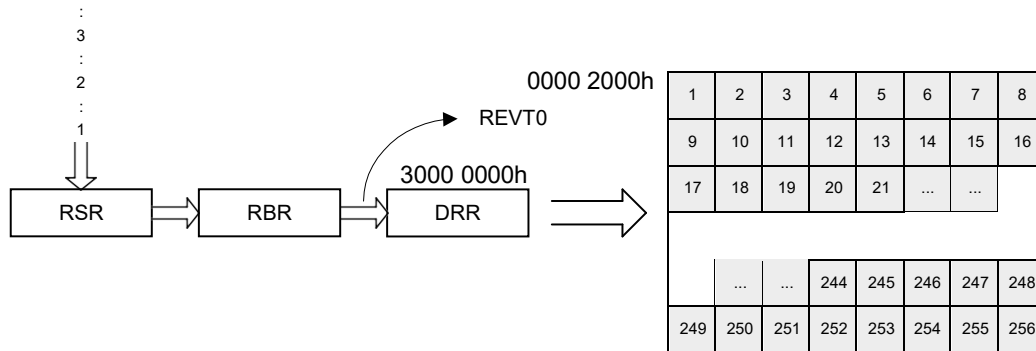 :
3
:
2
:
1
RSR
RBR
DRR
REVT0
3000 0000h
0000 2000h
1 2 3 4 5 6 7 8
9 10 11 12 13 14 15 16
17 18 19 20 21 ... ...
... ... 244 245 246 247 248
249 250 251 252 253 254 255 256